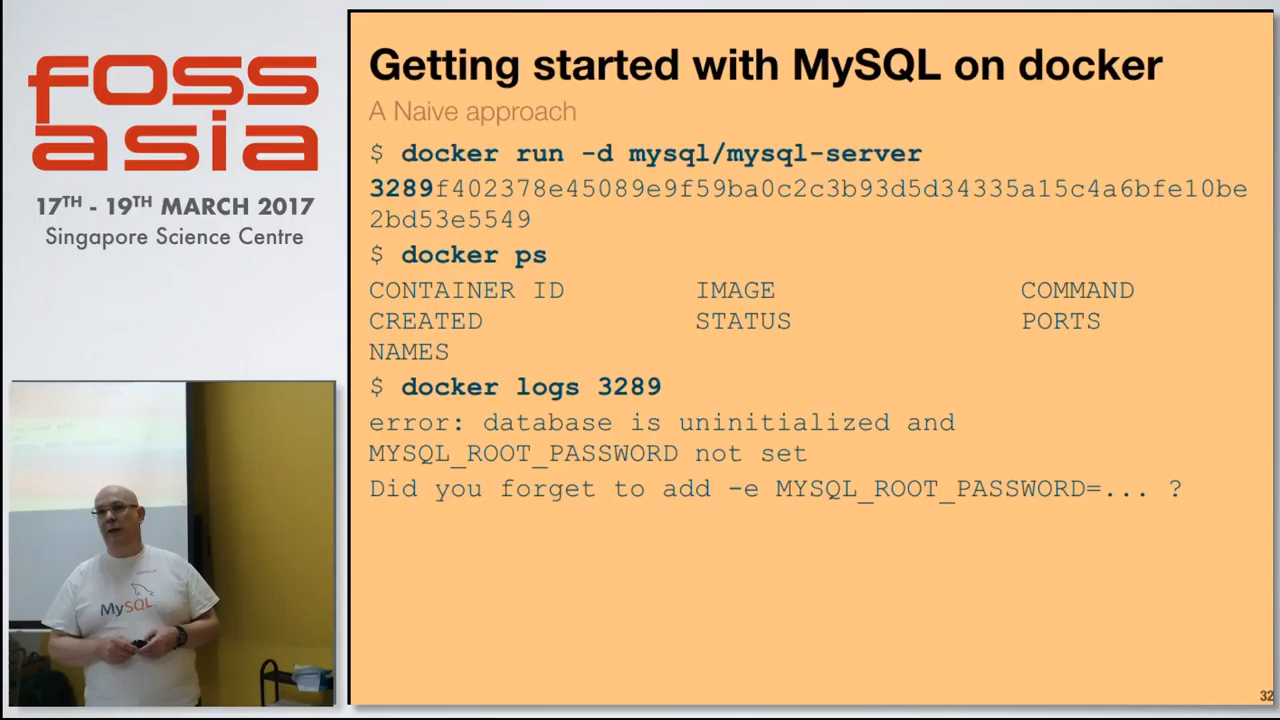 foss
asia
17TH - 19TH MARCH 2017
Singapore Science Centre
Getting started with MySQL on docker
A Naive approach
$ docker run -d mysql/mysql-server
3289f402378e45089e9f59ba0c2c3b93d5d34335a15c4a6bfe10be
2bd53e5549
$ docker ps
CONTAINER ID IMAGE COMMAND
CREATED STATUS PORTS
NAMES
$ docker logs 3289
error: database is uninitialized and
MYSQL_ROOT_PASSWORD not set
Did you forget to add -e MYSQL_ROOT_PASSWORD=... ?
MySQL
32